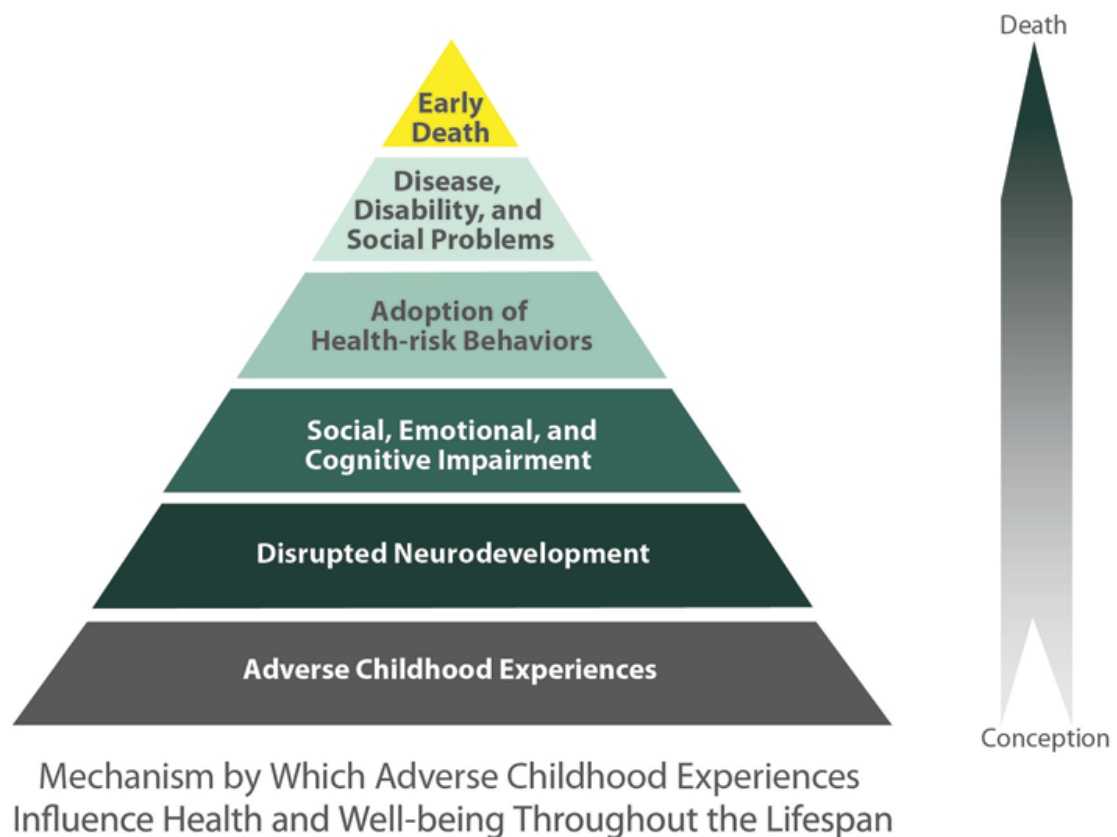 Death
Early
Death
Disease,
Disability, and
Social Problems
Adoption of
Health-risk Behaviors
Social, Emotional, and
Cognitive Impairment
Disrupted Neurodevelopment
Adverse Childhood Experiences
Conception
Mechanism by Which Adverse Childhood Experiences
Influence Health and Well-being Throughout the Lifespan